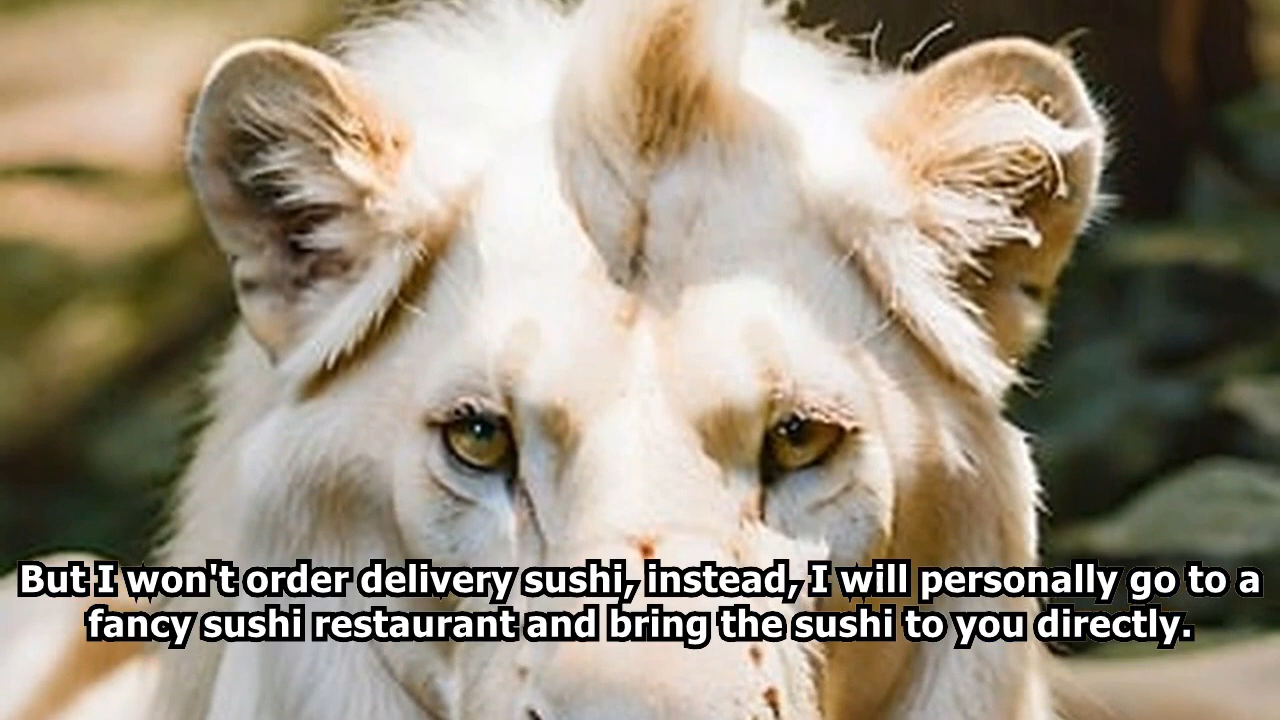 But I won't order delivery sushi, instead, I will personally go to a
fancy sushi restaurant and bring the sushi to you directly.